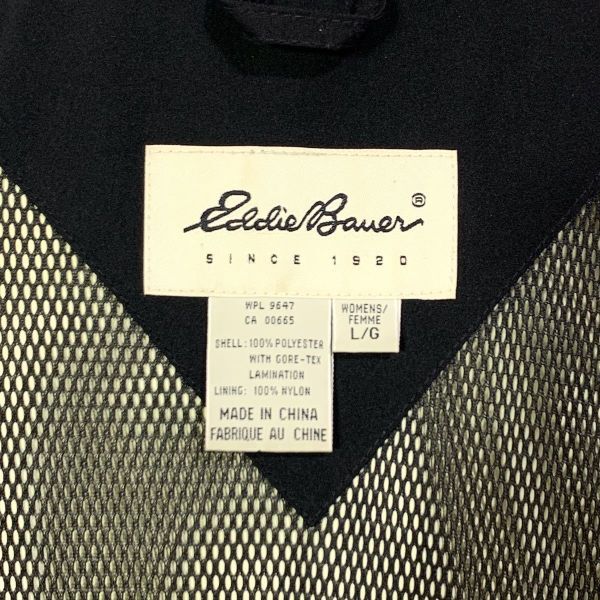 Eddie Bauer®
SINCE 1920
WPL 9647
CA 00665
SHELL: 100% POLYESTER
WITH GORE-TEX
LAMINATION
LINING: 100% NYLON
MADE IN CHINA
FABRIQUE AU CHINE
WOMENS/
FEMME
L/G